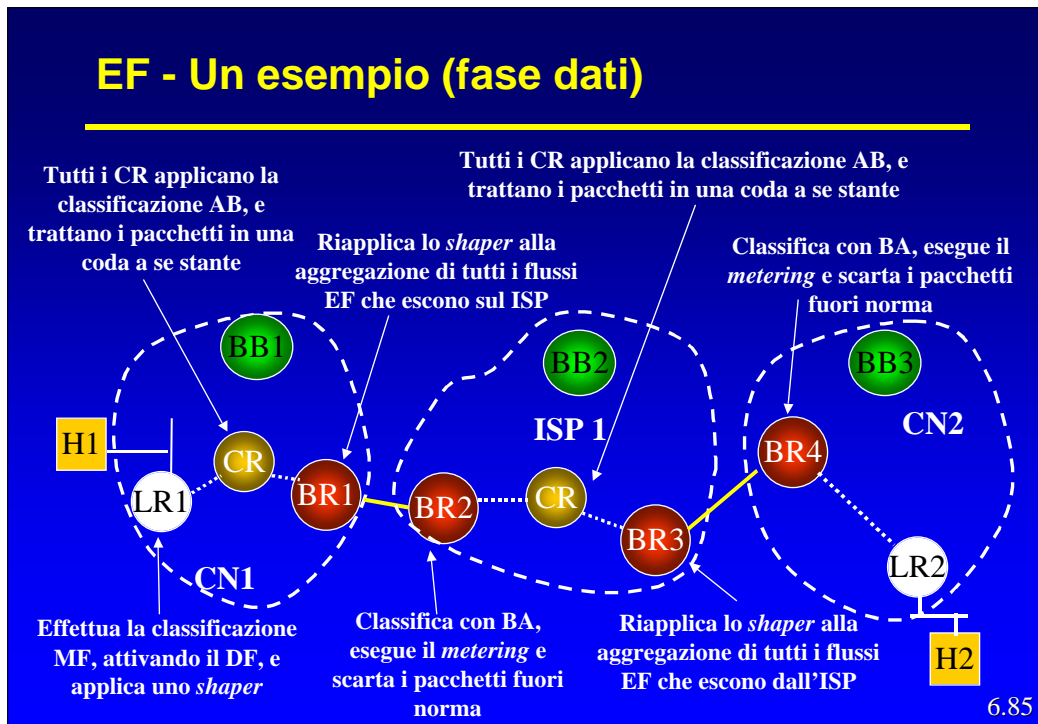 EF - Un esempio (fase dati)
Tutti i CR applicano la
classificazione AB, e
trattano i pacchetti in una
coda a se stante
Riapplica lo shaper alla
aggregazione di tutti i flussi
EF che escono sul ISP
Tutti i CR applicano la classificazione AB, e
trattano i pacchetti in una coda a se stante
Classifica con BA, esegue il
metering e scarta i pacchetti
fuori norma
BB1
BB2
BB3
H1
CR
LR1
BR1
CN1
ISP 1
BR2
CR
BR3
CN2
BR4
LR2
H2
Effettua la classificazione
MF, attivando il DF, e
applica uno shaper
Classifica con BA,
esegue il metering e
scarta i pacchetti fuori
norma
Riapplica lo shaper alla
aggregazione di tutti i flussi
EF che escono dall'ISP
6.85